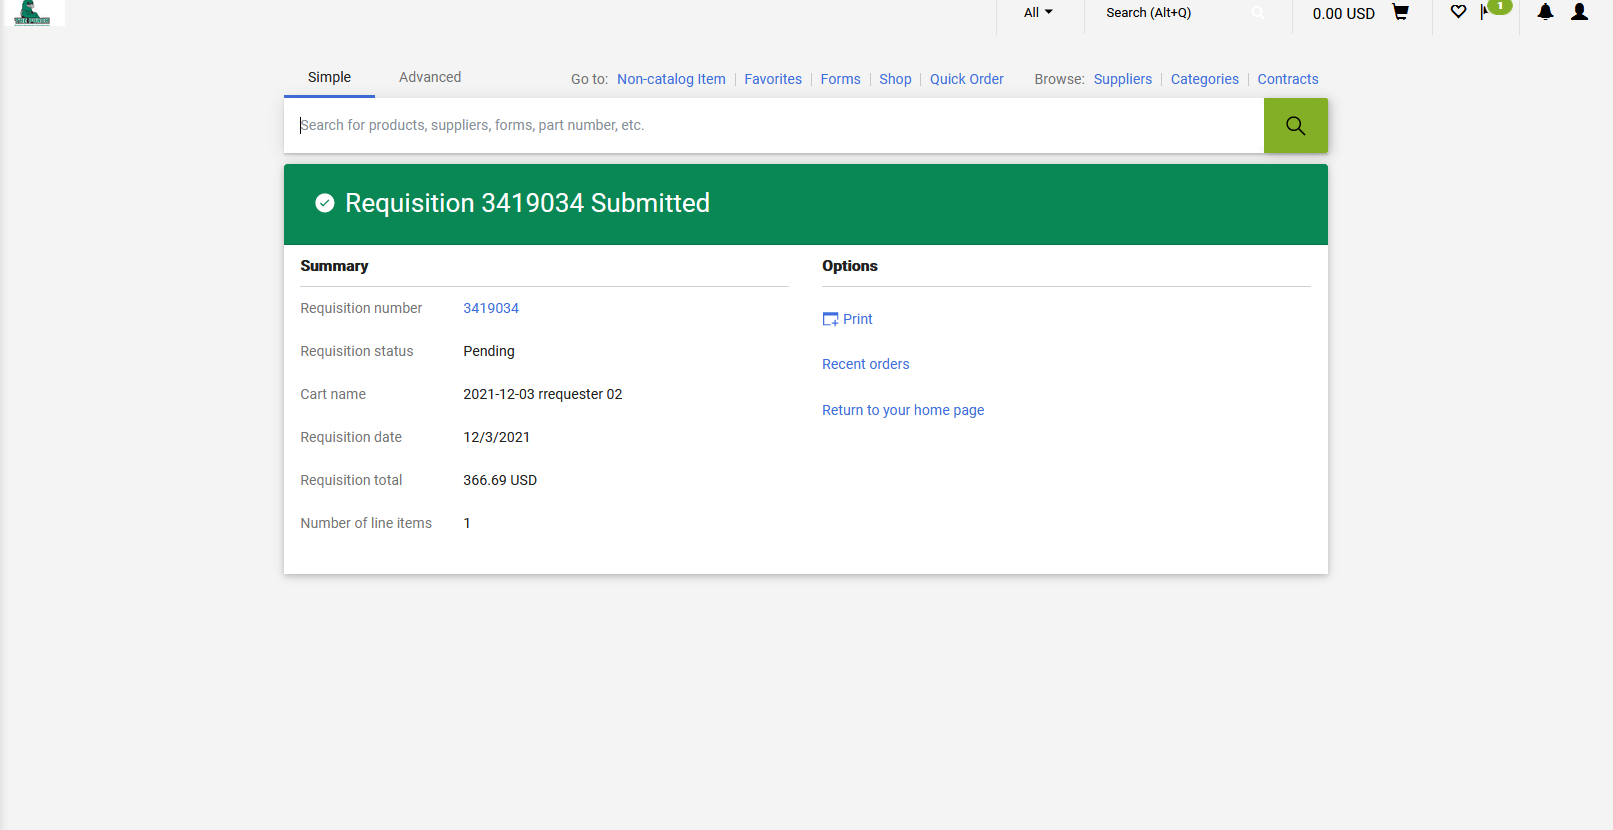 All
Search (Alt+Q)
0.00 USD
1
Simple
Advanced
Go to: Non-catalog Item | Favorites | Forms | Shop | Quick Order
Browse: Suppliers | Categories | Contracts
Search for products, suppliers, forms, part number, etc.
Requisition 3419034 Submitted
Summary
Requisition number 3419034
Requisition status Pending
Cart name 2021-12-03 rrequester 02
Requisition date 12/3/2021
Requisition total 366.69 USD
Number of line items 1
Options
Print
Recent orders
Return to your home page